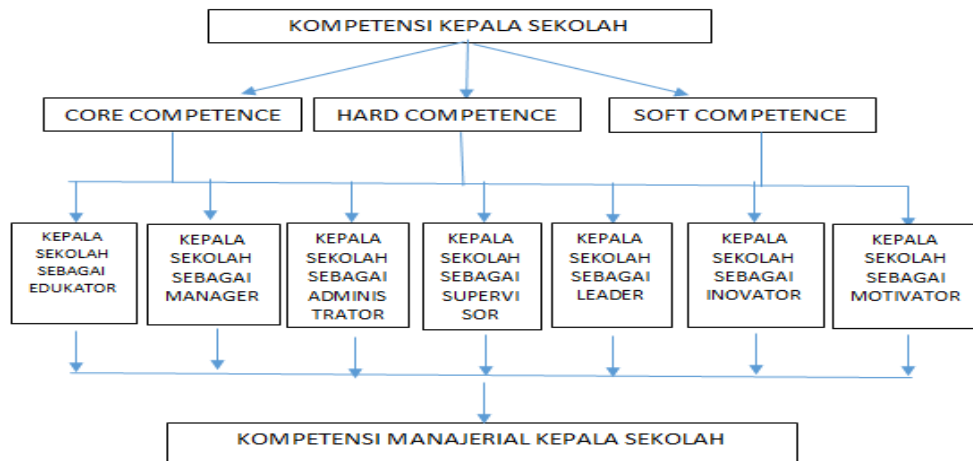 KOMPETENSI KEPALA SEKOLAH
CORE COMPETENCE
HARD COMPETENCE
SOFT COMPETENCE
KEPALA
SEKOLAH
SEBAGAI
EDUKATOR
KEPALA
SEKOLAH
SEBAGAI
MANAGER
KEPALA
SEKOLAH
SEBAGAI
ADMINIS
TRATOR
KEPALA
SEKOLAH
SEBAGAI
SUPERVI
SOR
KEPALA
SEKOLAH
SEBAGAI
LEADER
KEPALA
SEKOLAH
SEBAGAI
INOVATOR
KEPALA
SEKOLAH
SEBAGAI
MOTIVATOR
KOMPETENSI MANAJERIAL KEPALA SEKOLAH